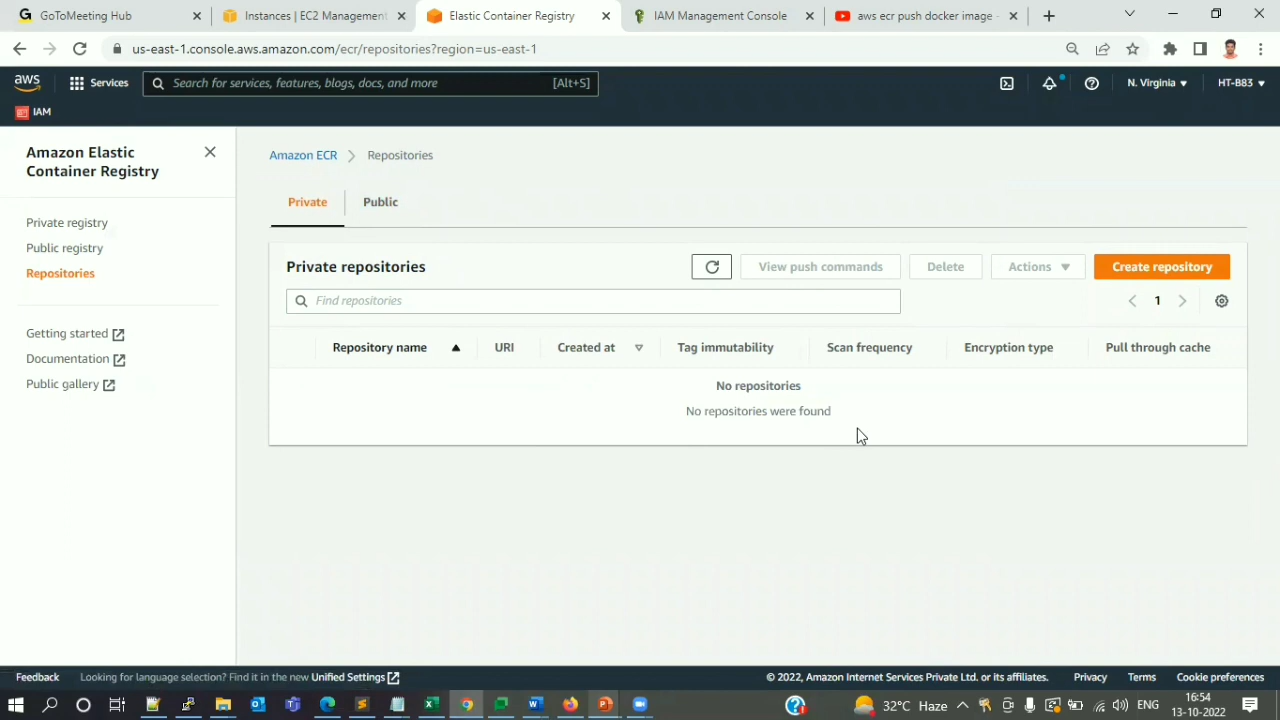 GoToMeeting Hub
Instances | EC2 Management
Elastic Container Registry
IAM Management Console
aws ecr push docker image -
us-east-1.console.aws.amazon.com/ecr/repositories?region=us-east-1
aws
Services
Search for services, features, blogs, docs, and more
[Alt+S]
N. Virginia
HT-B83
IAM
Amazon Elastic
Container Registry
Private registry
Public registry
Repositories
Getting started
Documentation
Public gallery
Amazon ECR
Repositories
Private
Public
Private repositories
View push commands
Delete
Actions
Create repository
Find repositories
1
Repository name
URI
Created at
Tag immutability
Scan frequency
Encryption type
Pull through cache
No repositories
No repositories were found
Feedback
Looking for language selection? Find it in the new Unified Settings
© 2022, Amazon Internet Services Private Ltd. or its affiliates.
Privacy
Terms
Cookie preferences
32°C Haze
ENG
16:54
13-10-2022